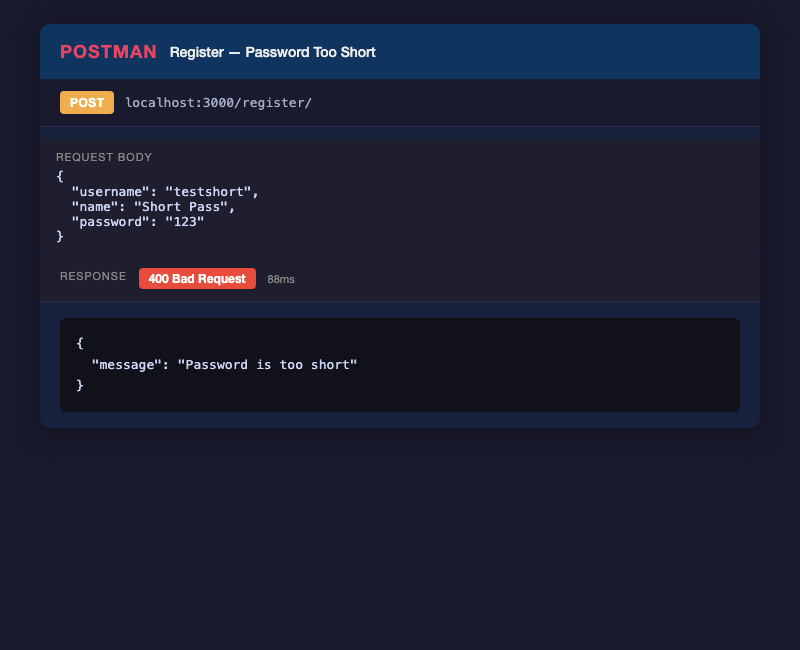 POSTMAN Register — Password Too Short
POST localhost:3000/register/
REQUEST BODY
{
  "username": "testshort",
  "name": "Short Pass",
  "password": "123"
}
RESPONSE 400 Bad Request 88ms
{
  "message": "Password is too short"
}